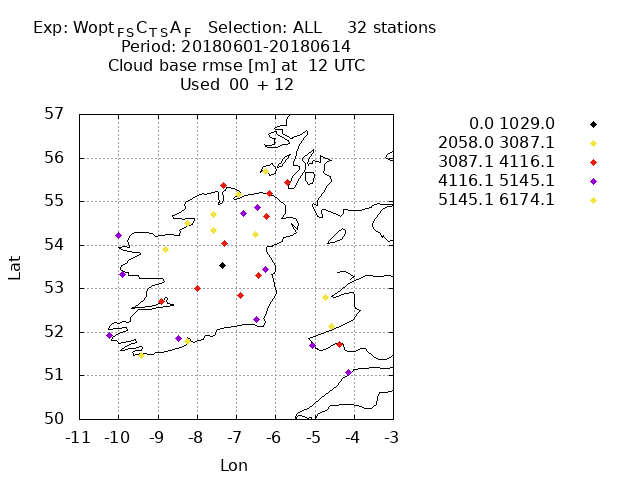 Exp: Wopt FS C T S A F Selection: ALL 32 stations
Period: 20180601-20180614
Cloud base rmse [m] at 12 UTC
Used 00 + 12
0.0 1029.0
2058.0 3087.1
3087.1 4116.1
4116.1 5145.1
5145.1 6174.1
57
56
55
54
53
52
51
50
Lat
-11 -10 -9 -8 -7 -6 -5 -4 -3
Lon